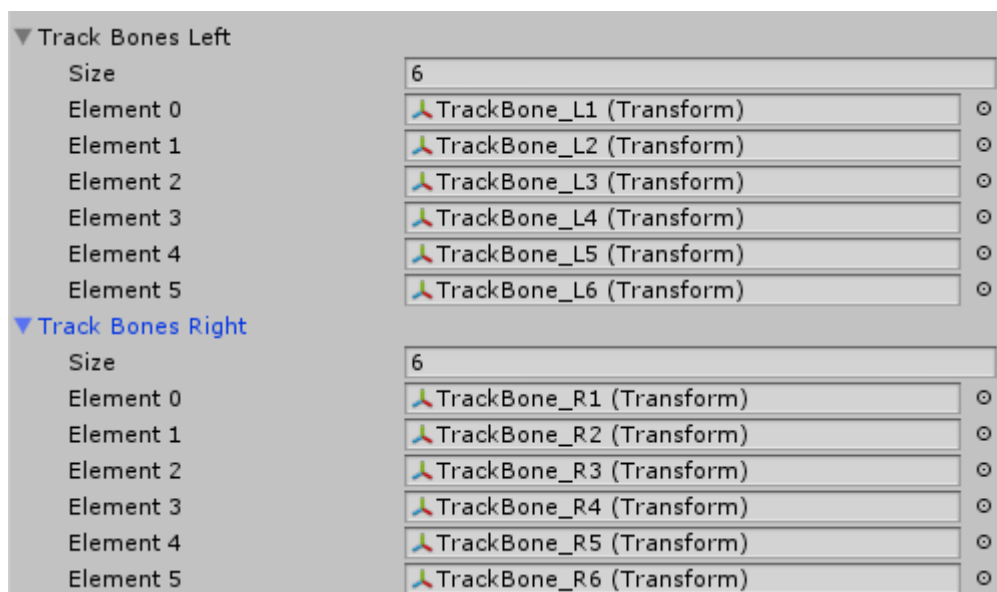 Track Bones Left
Size 6
Element 0 TrackBone_L1 (Transform)
Element 1 TrackBone_L2 (Transform)
Element 2 TrackBone_L3 (Transform)
Element 3 TrackBone_L4 (Transform)
Element 4 TrackBone_L5 (Transform)
Element 5 TrackBone_L6 (Transform)
Track Bones Right
Size 6
Element 0 TrackBone_R1 (Transform)
Element 1 TrackBone_R2 (Transform)
Element 2 TrackBone_R3 (Transform)
Element 3 TrackBone_R4 (Transform)
Element 4 TrackBone_R5 (Transform)
Element 5 TrackBone_R6 (Transform)